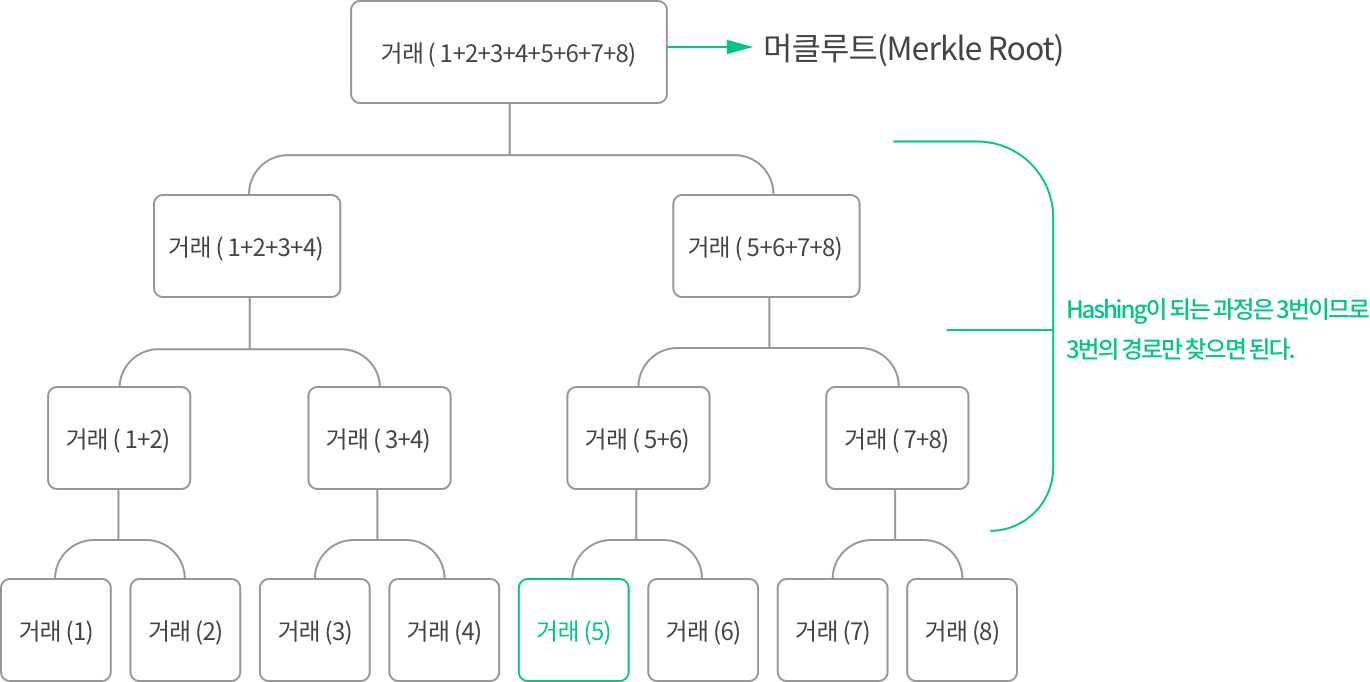 거래 ( 1+2+3+4+5+6+7+8)
머클루트(Merkle Root)
거래 ( 1+2+3+4)
거래 ( 5+6+7+8)
Hashing이 되는 과정은 3번이므로
3번의 경로만 찾으면 된다.
거래 ( 1+2)
거래 ( 3+4)
거래 ( 5+6)
거래 ( 7+8)
거래 (1)
거래 (2)
거래 (3)
거래 (4)
거래 (5)
거래 (6)
거래 (7)
거래 (8)